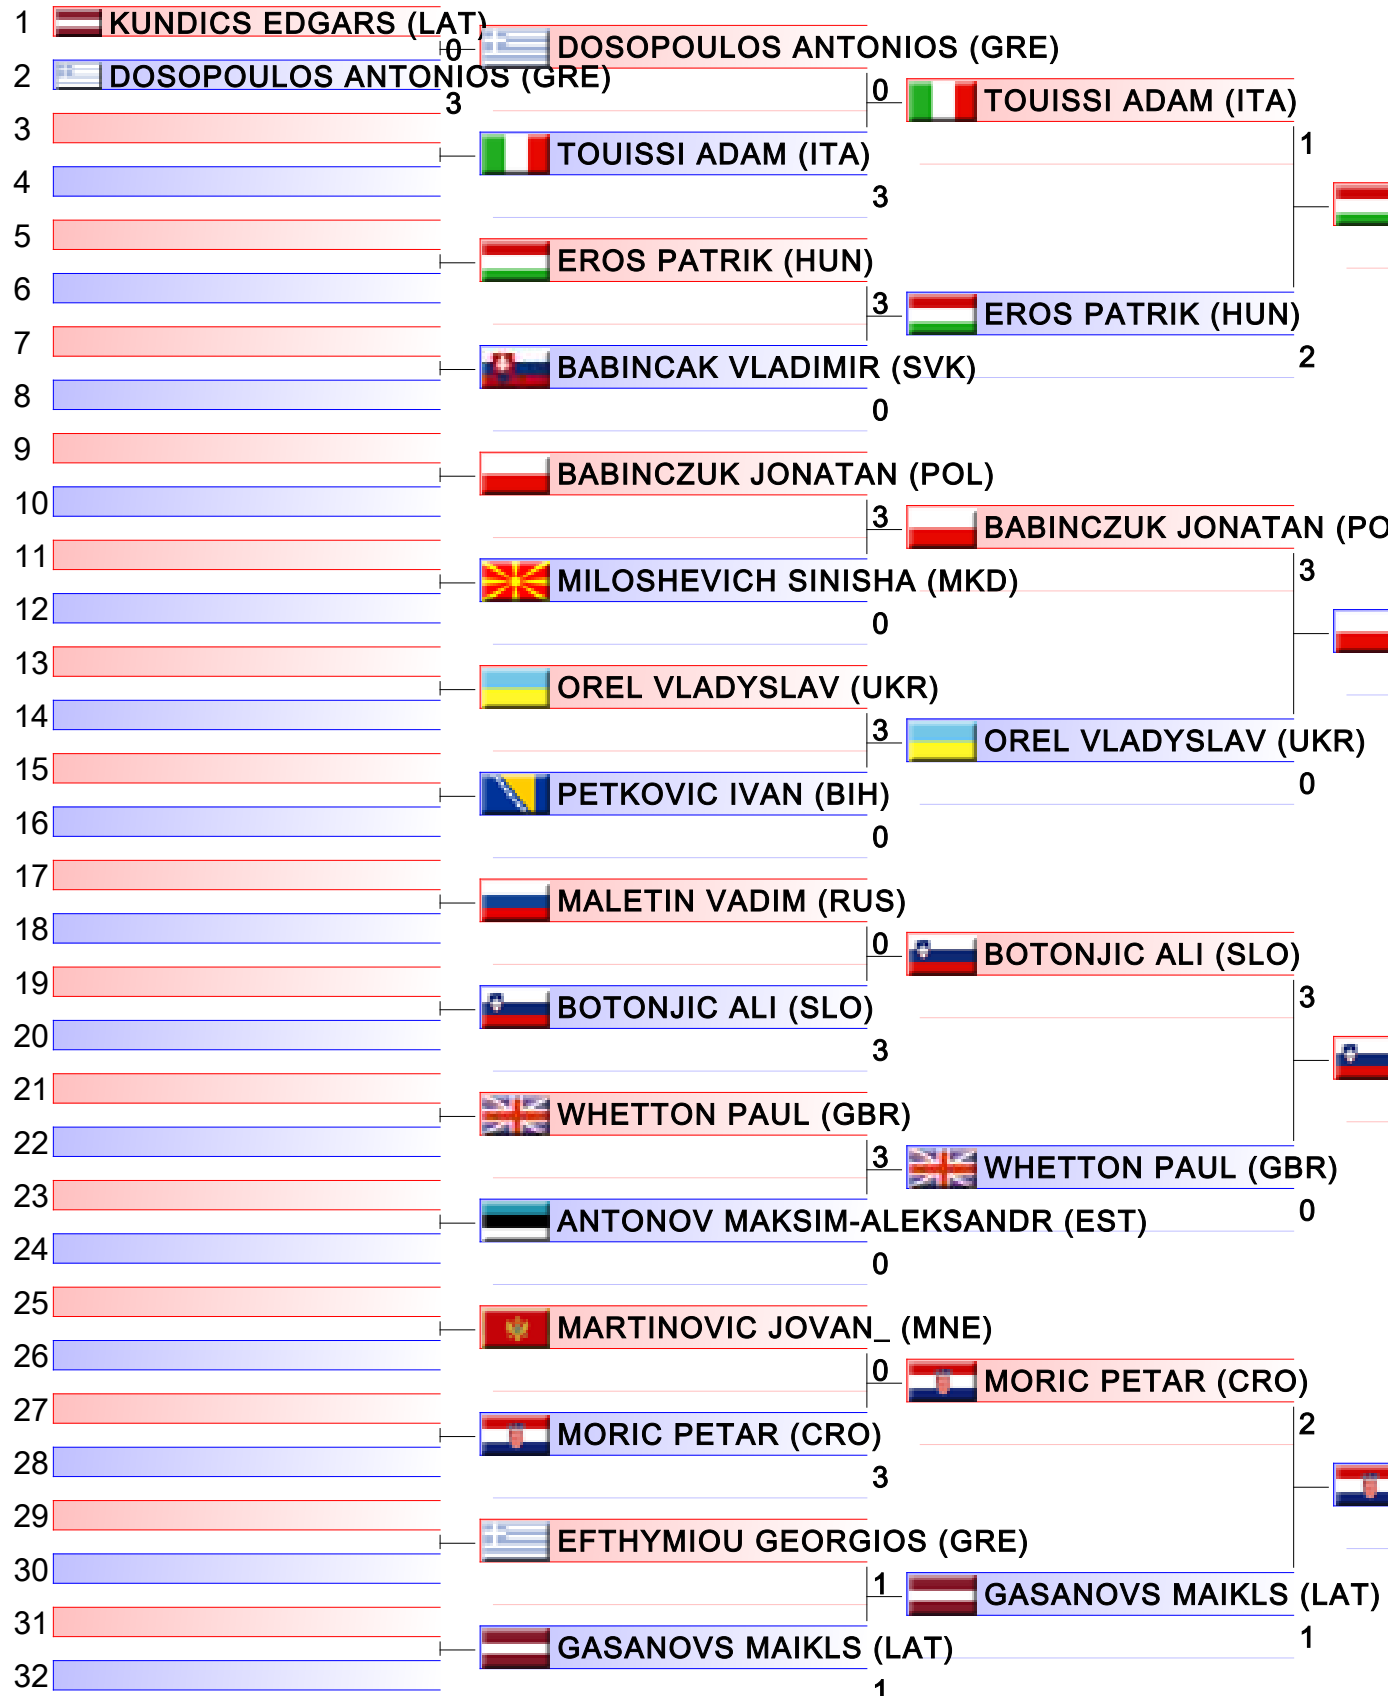 1 KUNDICS EDGARS (LAT)
0
2 DOSOPOULOS ANTONIOS (GRE)
3
3
4
5
6
7
8
9
10
11
12
13
14
15
16
17
18
19
20
21
22
23
24
25
26
27
28
29
30
31
32
DOSOPOULOS ANTONIOS (GRE)
0
TOUISSI ADAM (ITA)
3
EROS PATRIK (HUN)
3
BABINCAK VLADIMIR (SVK)
0
BABINCZUK JONATAN (POL)
3
MILOSHEVICH SINISHA (MKD)
0
OREL VLADYSLAV (UKR)
3
PETKOVIC IVAN (BIH)
0
MALETIN VADIM (RUS)
0
BOTONJIC ALI (SLO)
3
WHETTON PAUL (GBR)
3
ANTONOV MAKSIM-ALEKSANDR (EST)
0
MARTINOVIC JOVAN_ (MNE)
0
MORIC PETAR (CRO)
3
EFTHYMIOU GEORGIOS (GRE)
1
GASANOVS MAIKLS (LAT)
1
TOUISSI ADAM (ITA)
1
EROS PATRIK (HUN)
2
BABINCZUK JONATAN (PO
3
OREL VLADYSLAV (UKR)
0
BOTONJIC ALI (SLO)
3
WHETTON PAUL (GBR)
0
MORIC PETAR (CRO)
2
GASANOVS MAIKLS (LAT)
1